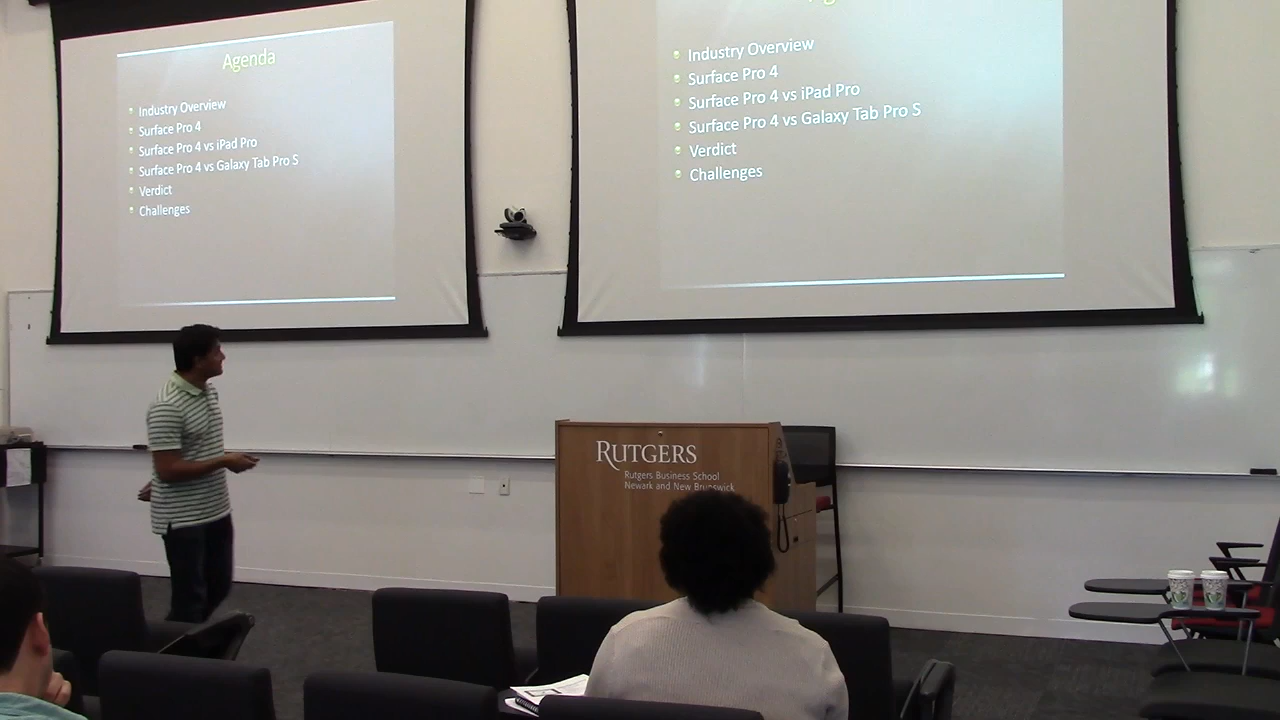 Agenda
Industry Overview
Surface Pro 4
Surface Pro 4 vs iPad Pro
Surface Pro 4 vs Galaxy Tab Pro S
Verdict
Challenges
Industry Overview
Surface Pro 4
Surface Pro 4 vs iPad Pro
Surface Pro 4 vs Galaxy Tab Pro S
Verdict
Challenges
RUTGERS
Rutgers Business School
Newark and New Brunswick